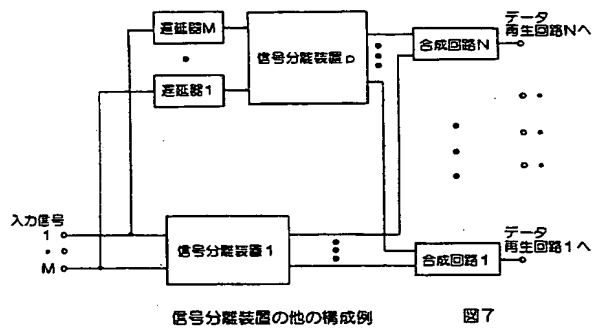 遅延器M
信号分離装置p
合成回路N
データ
再生回路Nへ
遅延器1
入力信号
1
M
信号分離装置1
合成回路1
データ
再生回路1へ
信号分離装置の他の構成例
図7